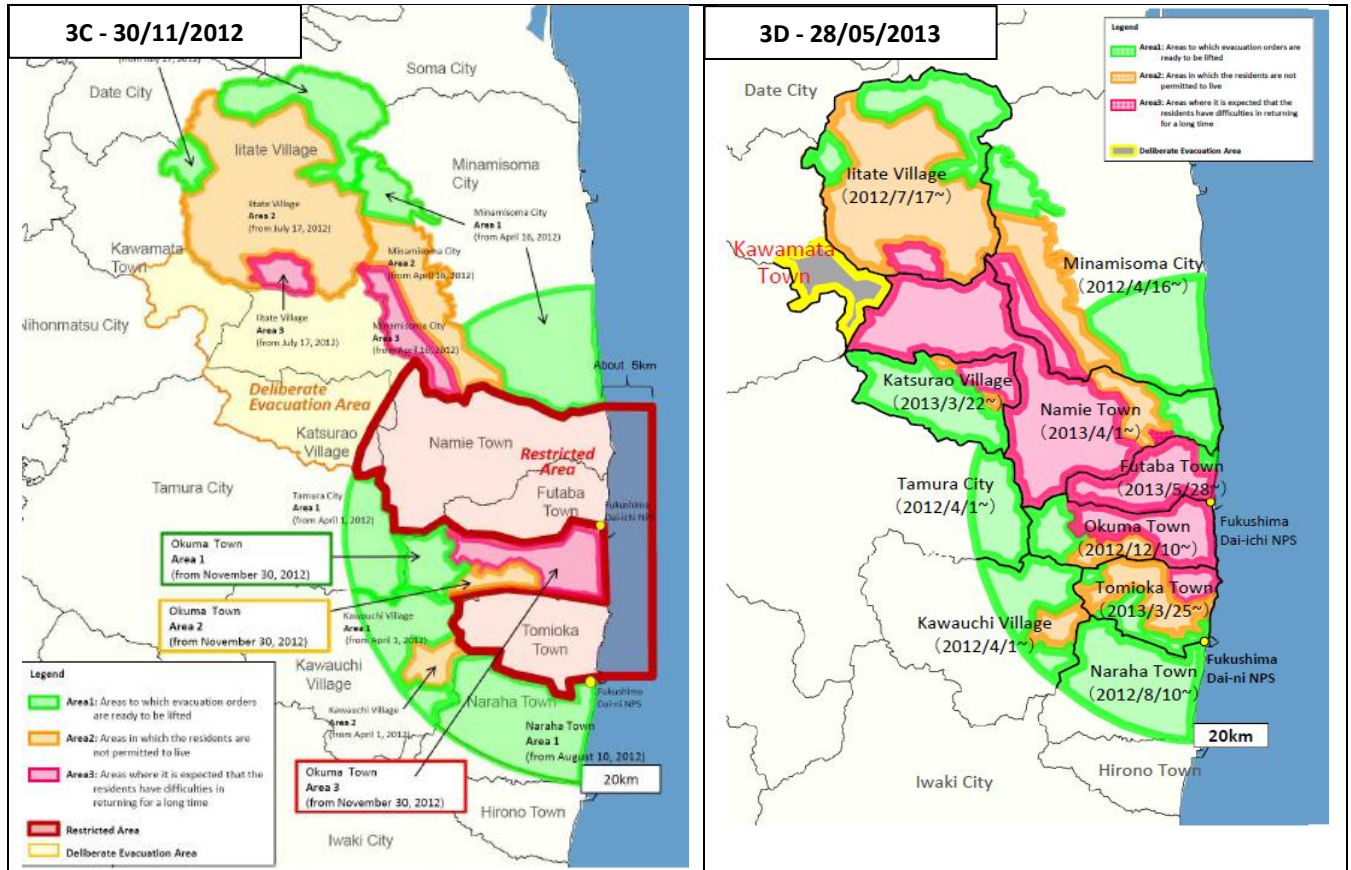 3C - 30/11/2012
(from July 17, 2012)
Soma City
Date City
Iitate Village
Minamisoma
City
Iitate Village
Area 2
(from July 17, 2012)
Minamisoma City
Area 1
(from April 16, 2012)
Kawamata
Town
Minamisoma City
Area 2
(from April 16, 2012)
Nihonmatsu City
Iitate Village
Area 3
(from July 17, 2012)
Minamisoma City
Area 3
(from April 16, 2012)
About 5km
Deliberate
Evacuation Area
Katsurao
Village
Namie Town
Restricted
Area
Futaba
Town
Tamura City
Tamura City
Area 1
(from April 1, 2012)
Fukushima
Dai-ichi NPS
Okuma Town
Area 1
(from November 30, 2012)
Okuma Town
Area 2
(from November 30, 2012)
Kawauchi Village
Area 1
(from April 1, 2012)
Tomioka
Town
Kawauchi
Village
Fukushima
Dai-ni NPS
Naraha Town
Kawauchi Village
Area 2
(from April 1, 2012)
Naraha Town
Area 1
(from August 10, 2012)
Okuma Town
Area 3
(from November 30, 2012)
20km
Hirono Town
Iwaki City
Legend
Area1: Areas to which evacuation orders
are ready to be lifted
Area2: Areas in which the residents are
not permitted to live
Area3: Areas where it is expected that the
residents have difficulties in
returning for a long time
Restricted Area
Deliberate Evacuation Area
3D - 28/05/2013
Legend
Area1: Areas to which evacuation orders are
ready to be lifted
Area2: Areas in which the residents are not
permitted to live
Area3: Areas where it is expected that the
residents have difficulties in returning
for a long time
Deliberate Evacuation Area
Date City
Iitate Village
(2012/7/17~)
Kawamata
Town
Minamisoma City
(2012/4/16~)
Katsurao Village
(2013/3/22~)
Namie Town
(2013/4/1~)
Futaba Town
(2013/5/28~)
Tamura City
(2012/4/1~)
Okuma Town
(2012/12/10~)
Fukushima
Dai-ichi NPS
Tomioka Town
(2013/3/25~)
Kawauchi Village
(2012/4/1~)
Fukushima
Dai-ni NPS
Naraha Town
(2012/8/10~)
20km
Hirono Town
Iwaki City